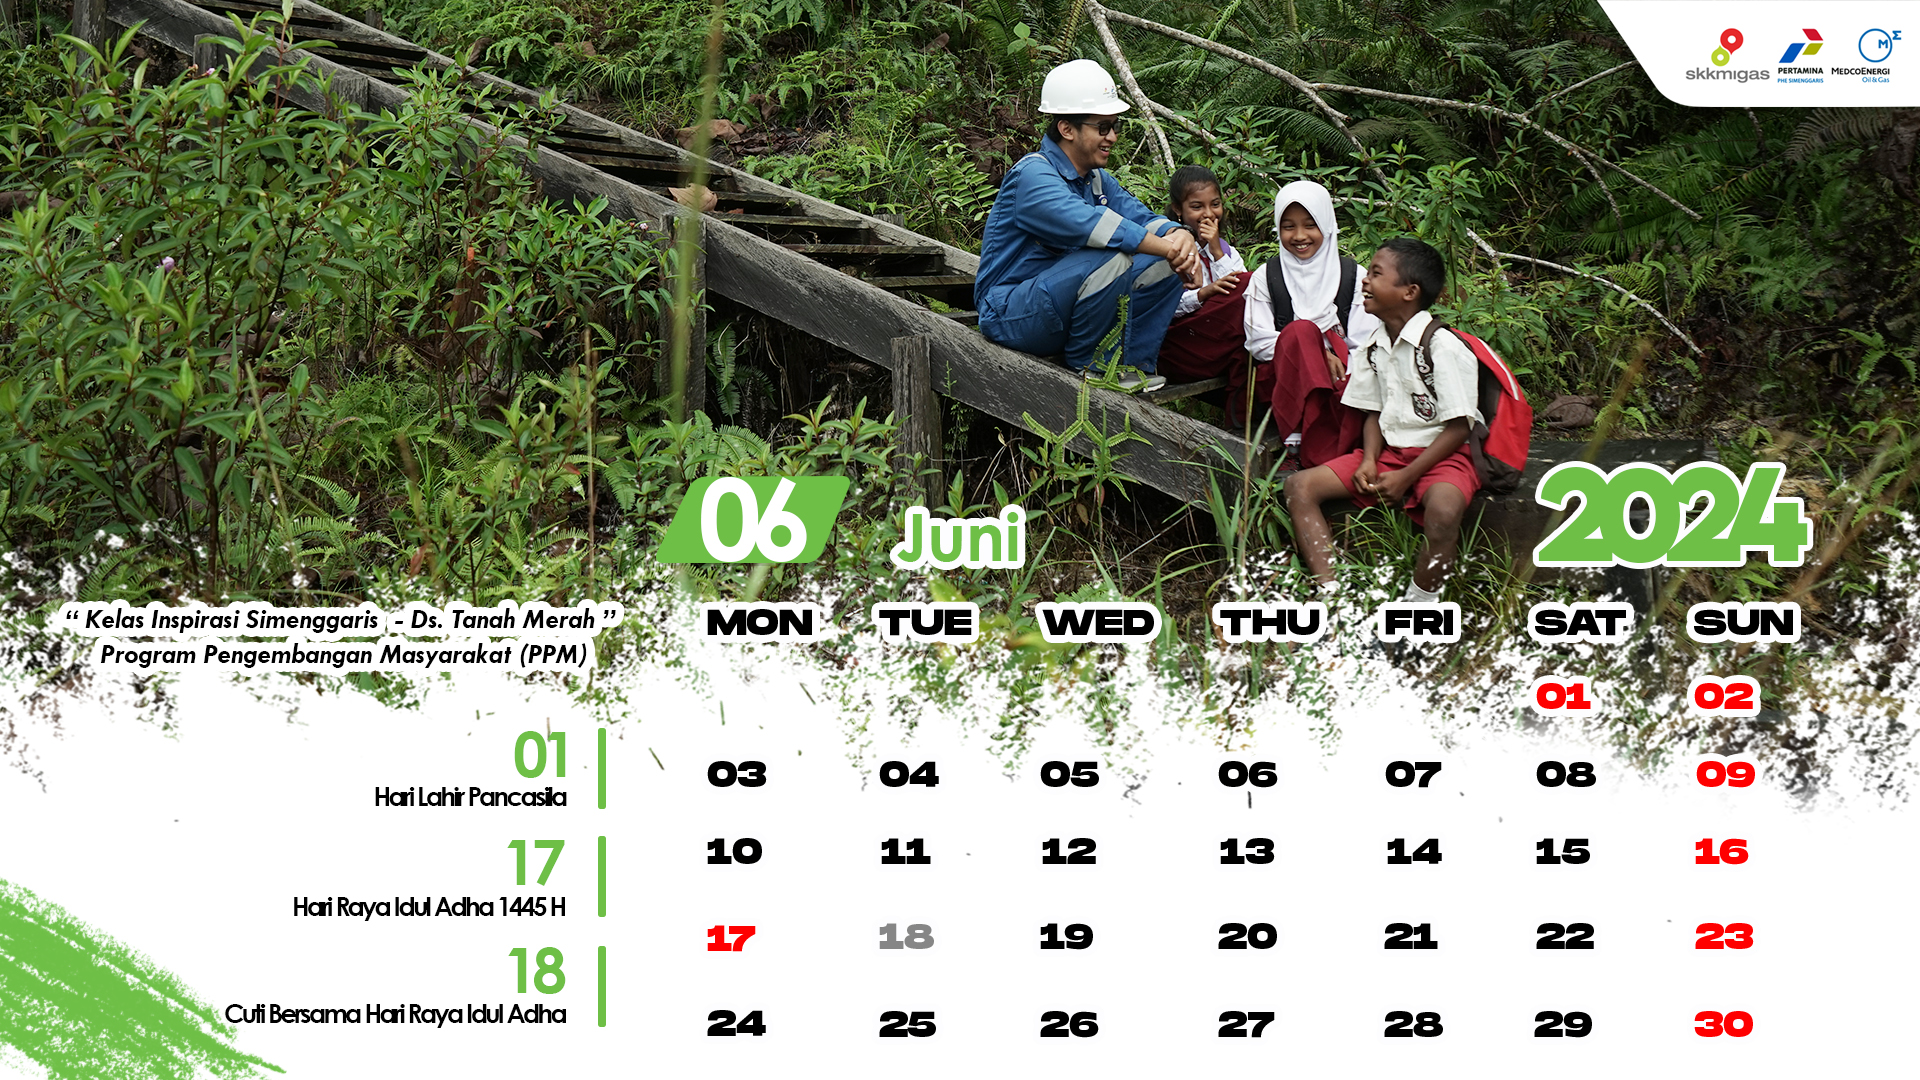 skkmigas
PERTAMINA
PHE SIMENGGARIS
MEDCOENERGI
Oil & Gas
06
Juni
2024
“ Kelas Inspirasi Simenggaris - Ds. Tanah Merah ”
Program Pengembangan Masyarakat (PPM)
MON TUE WED THU FRI SAT SUN
01 02
03 04 05 06 07 08 09
10 11 12 13 14 15 16
17 18 19 20 21 22 23
24 25 26 27 28 29 30
01
Hari Lahir Pancasila
17
Hari Raya Idul Adha 1445 H
18
Cuti Bersama Hari Raya Idul Adha